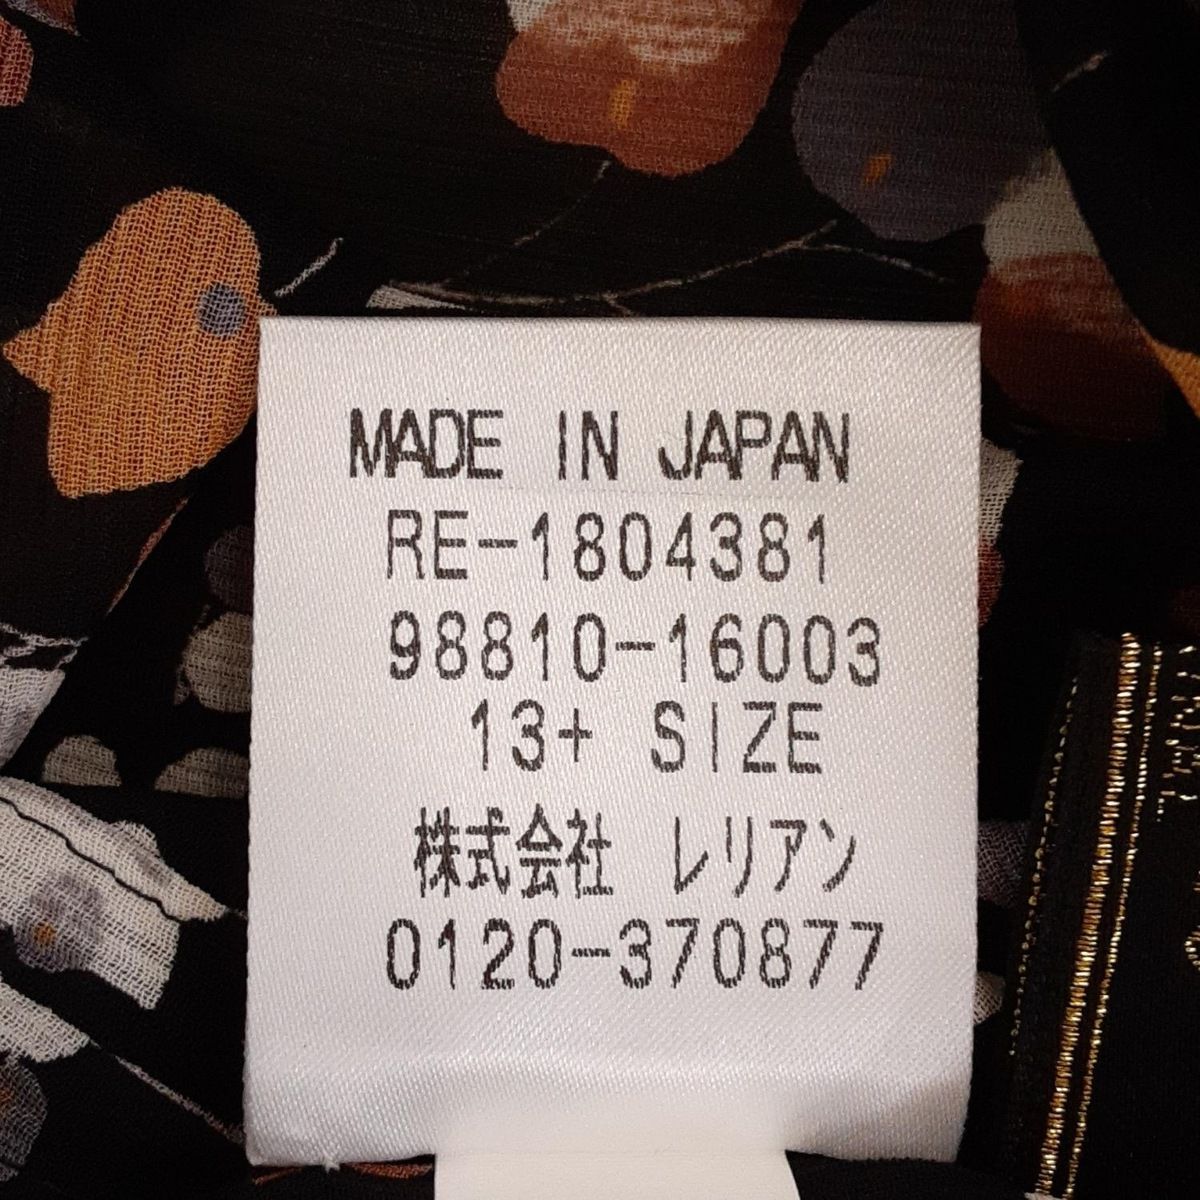 MADE IN JAPAN
RE-1804381
98810-16003
13+ SIZE
株式会社 レリアン
0120-370877